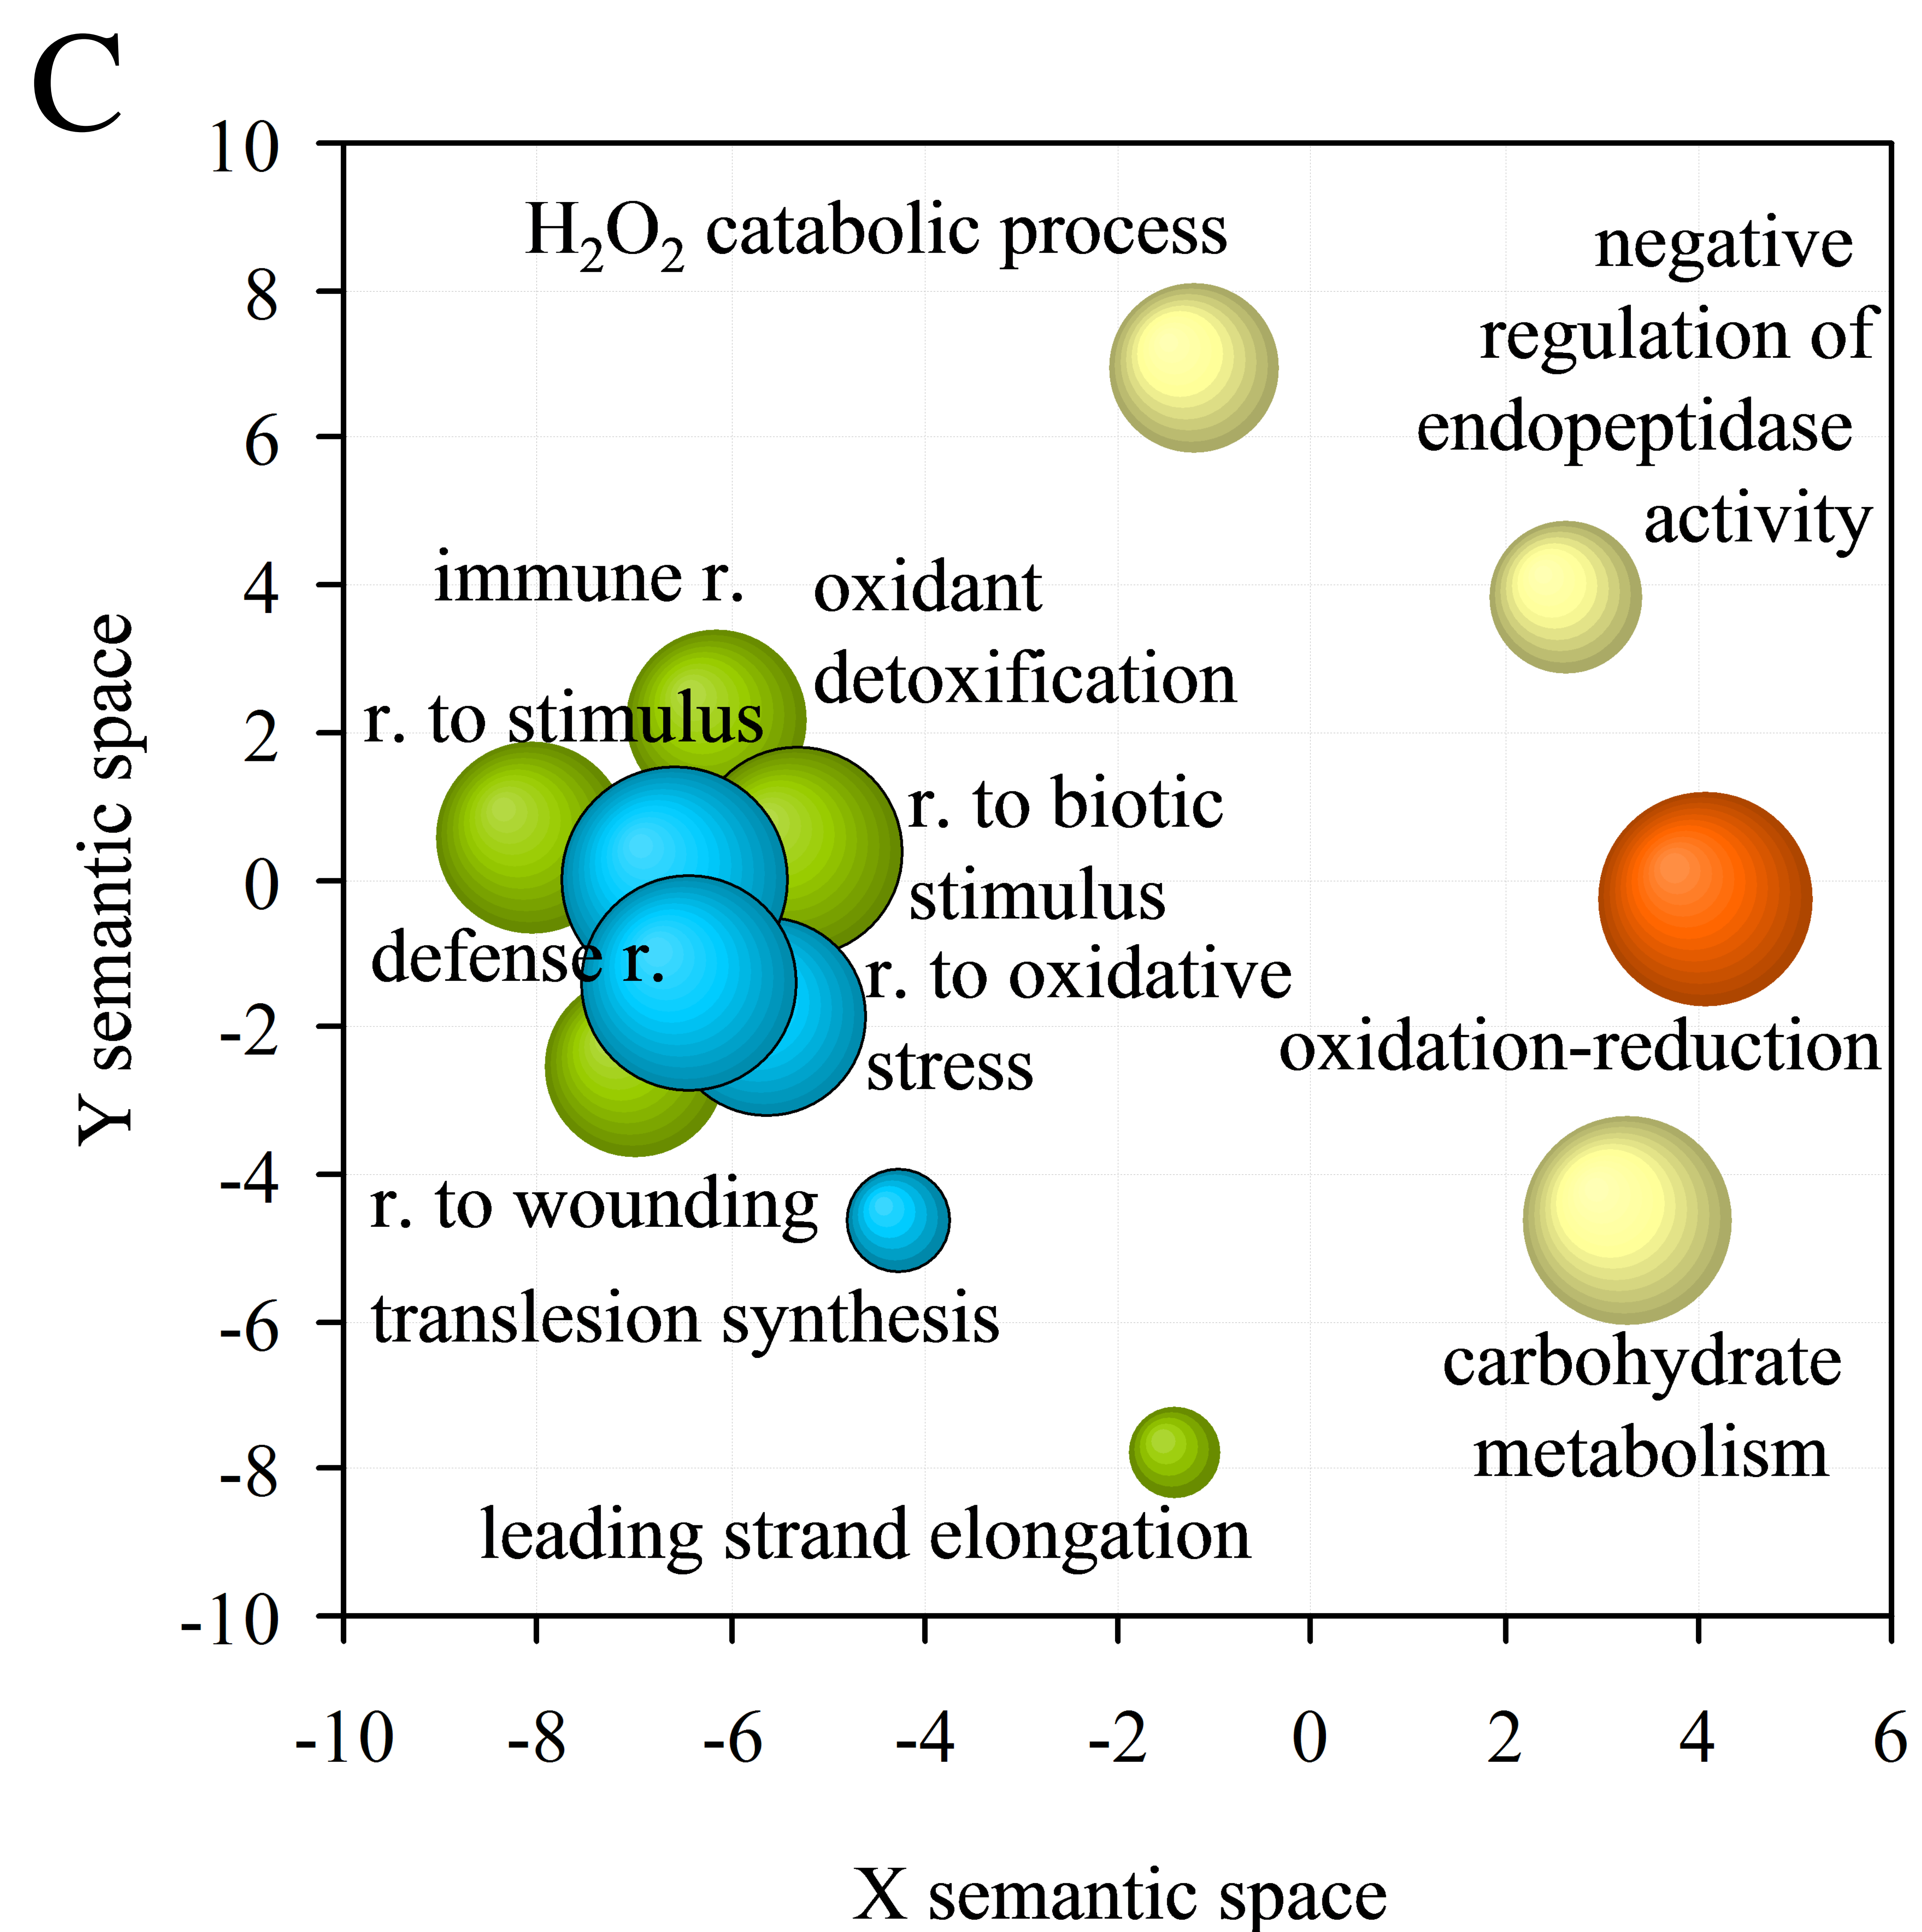 C
10
8
6
4
2
0
-2
-4
-6
-8
-10
Y semantic space
H₂O₂ catabolic process
negative
regulation of
endopeptidase
activity
immune r.
oxidant
detoxification
r. to stimulus
r. to biotic
stimulus
defense r.
r. to oxidative
stress
oxidation-reduction
r. to wounding
translesion synthesis
carbohydrate
metabolism
leading strand elongation
-10 -8 -6 -4 -2 0 2 4 6
X semantic space